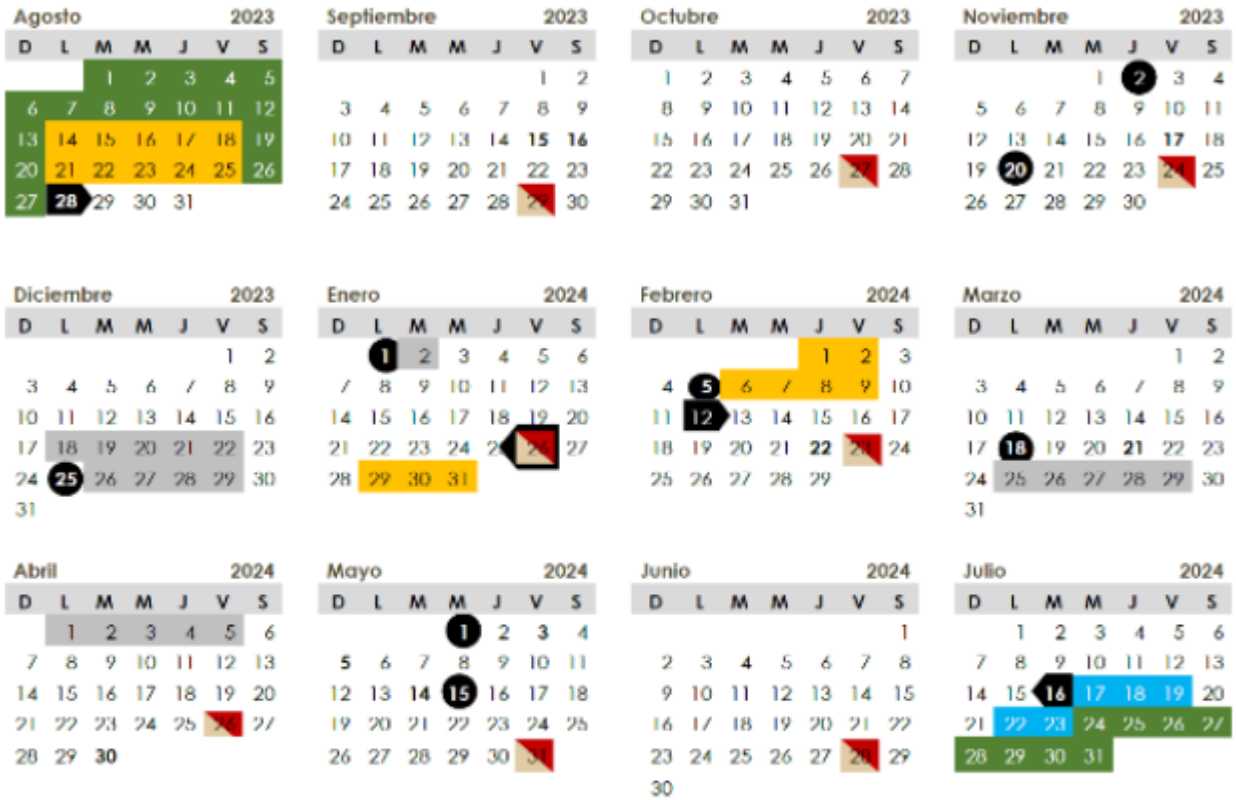 Agosto 2023
D L M M J V S
1 2 3 4 5
6 7 8 9 10 11 12
13 14 15 16 17 18 19
20 21 22 23 24 25 26
27 28 29 30 31
Septiembre 2023
D L M M J V S
1 2
3 4 5 6 7 8 9
10 11 12 13 14 15 16
17 18 19 20 21 22 23
24 25 26 27 28 29 30
Octubre 2023
D L M M J V S
1 2 3 4 5 6 7
8 9 10 11 12 13 14
15 16 17 18 19 20 21
22 23 24 25 26 27 28
29 30 31
Noviembre 2023
D L M M J V S
1 2 3 4
5 6 7 8 9 10 11
12 13 14 15 16 17 18
19 20 21 22 23 24 25
26 27 28 29 30
Diciembre 2023
D L M M J V S
1 2
3 4 5 6 7 8 9
10 11 12 13 14 15 16
17 18 19 20 21 22 23
24 25 26 27 28 29 30
31
Enero 2024
D L M M J V S
1 2 3 4 5 6
7 8 9 10 11 12 13
14 15 16 17 18 19 20
21 22 23 24 25 26 27
28 29 30 31
Febrero 2024
D L M M J V S
1 2 3
4 5 6 7 8 9 10
11 12 13 14 15 16 17
18 19 20 21 22 23 24
25 26 27 28 29
Marzo 2024
D L M M J V S
1 2
3 4 5 6 7 8 9
10 11 12 13 14 15 16
17 18 19 20 21 22 23
24 25 26 27 28 29 30
31
Abril 2024
D L M M J V S
1 2 3 4 5 6
7 8 9 10 11 12 13
14 15 16 17 18 19 20
21 22 23 24 25 26 27
28 29 30
Mayo 2024
D L M M J V S
1 2 3 4
5 6 7 8 9 10 11
12 13 14 15 16 17 18
19 20 21 22 23 24 25
26 27 28 29 30 31
Junio 2024
D L M M J V S
1
2 3 4 5 6 7 8
9 10 11 12 13 14 15
16 17 18 19 20 21 22
23 24 25 26 27 28 29
30
Julio 2024
D L M M J V S
1 2 3 4 5 6
7 8 9 10 11 12 13
14 15 16 17 18 19 20
21 22 23 24 25 26 27
28 29 30 31